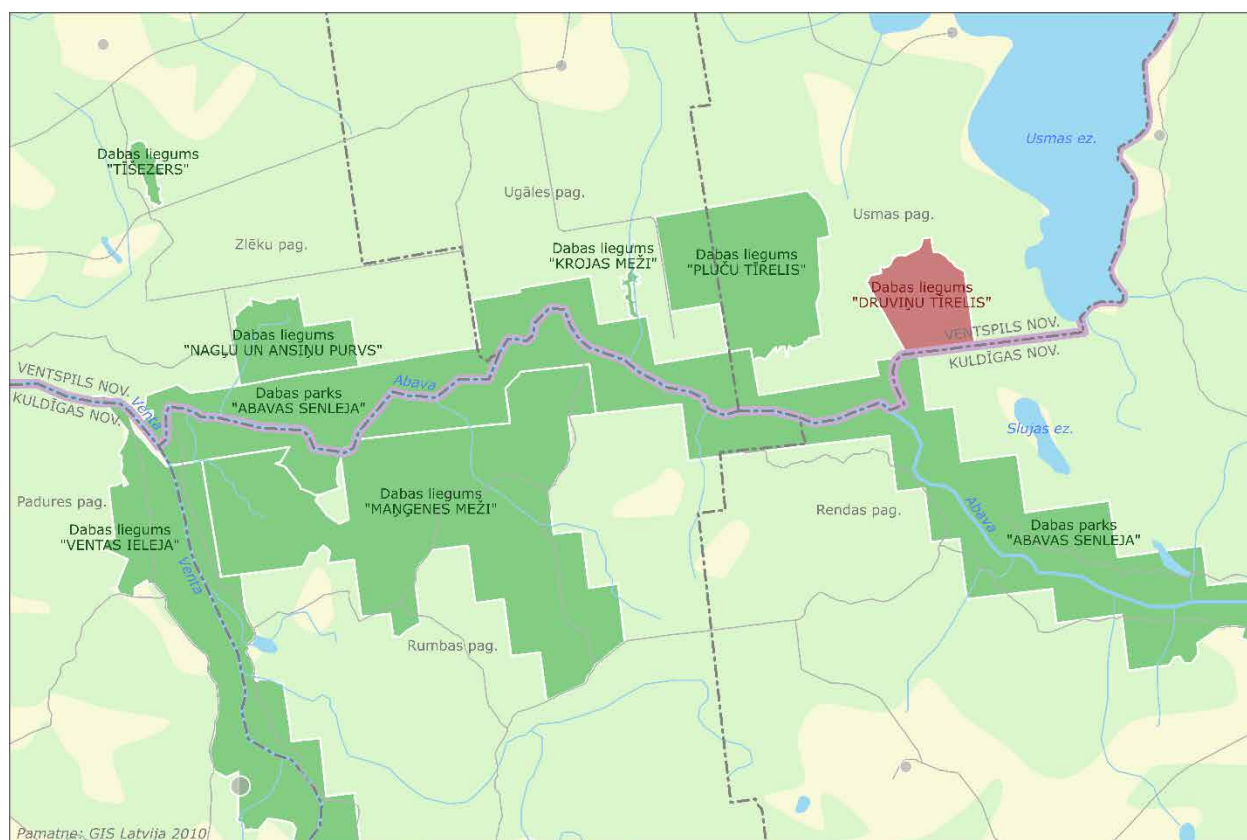 Usmas ez.
Dabas liegums
"TĪŠEZERS"
Ugāles pag.
Usmas pag.
Zlēku pag.
Dabas liegums
"KROJAS MEŽI"
Dabas liegums
"PLUČU TĪRELIS"
Dabas liegums
"DRUVIŅU TĪRELIS"
Dabas liegums
"NAGĻU UN ANSIŅU PURVS"
VENTSPILS NOV.
KULDĪGAS NOV.
VENTSPILS NOV.
KULDĪGAS NOV.
Venta
Dabas parks
"ABAVAS SENLEJA"
Abava
Slujas ez.
Padures pag.
Dabas liegums
"VENTAS IELEJA"
Dabas liegums
"MAŅĢENES MEŽI"
Rendas pag.
Abava
Dabas parks
"ABAVAS SENLEJA"
Venta
Rumbas pag.
Pamatne: GIS Latvija 2010